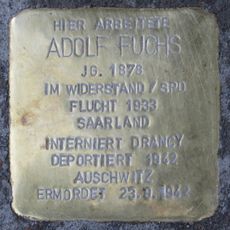 HIER ARBEITETE
ADOLF FUCHS
JG. 1878
IM WIDERSTAND / SPD
FLUCHT 1933
SAARLAND
INTERNIERT DRANCY
DEPORTIERT 1942
AUSCHWITZ
ERMORDET 23.9.1942